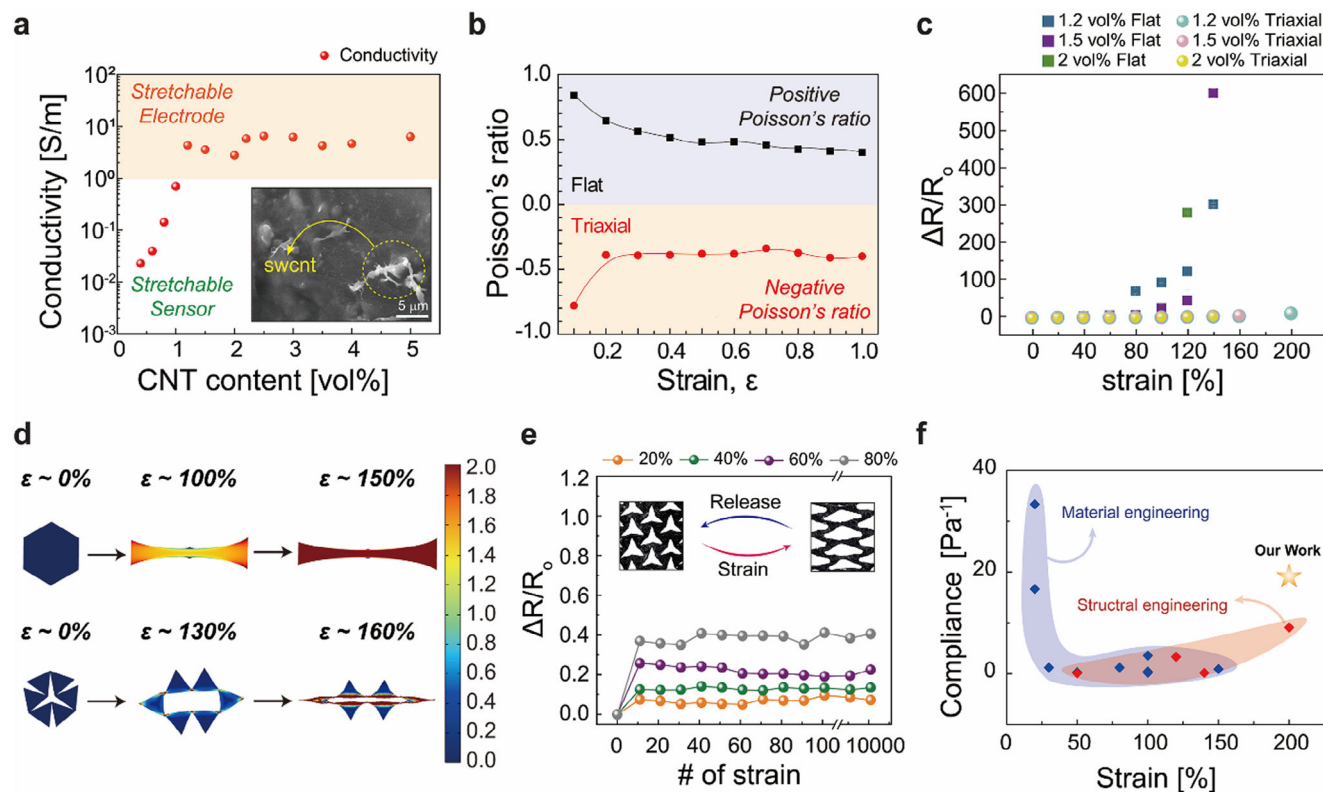 a
Conductivity
Conductivity [S/m]
10²
10¹
10⁰
10⁻¹
10⁻²
10⁻³
Stretchable
Electrode
Stretchable
Sensor
swcnt
5 μm
0 1 2 3 4 5
CNT content [vol%]
b
Poisson's ratio
1.0
0.5
0.0
-0.5
-1.0
Positive
Poisson's ratio
Flat
Triaxial
Negative
Poisson's ratio
0.2 0.4 0.6 0.8 1.0
Strain, ε
c
1.2 vol% Flat 1.2 vol% Triaxial
1.5 vol% Flat 1.5 vol% Triaxial
2 vol% Flat 2 vol% Triaxial
ΔR/Rₒ
600
500
400
300
200
100
0
0 40 80 120 160 200
strain [%]
d
ε ~ 0% ε ~ 100% ε ~ 150%
ε ~ 0% ε ~ 130% ε ~ 160%
2.0
1.8
1.6
1.4
1.2
1.0
0.8
0.6
0.4
0.2
0.0
e
20% 40% 60% 80%
ΔR/Rₒ
1.2
1.0
0.8
0.6
0.4
0.2
0.0
Release
Strain
0 20 40 60 80 100 10000
# of strain
f
Compliance [Pa⁻¹]
40
20
0
Material engineering
Our Work
Structral engineering
0 50 100 150 200
Strain [%]